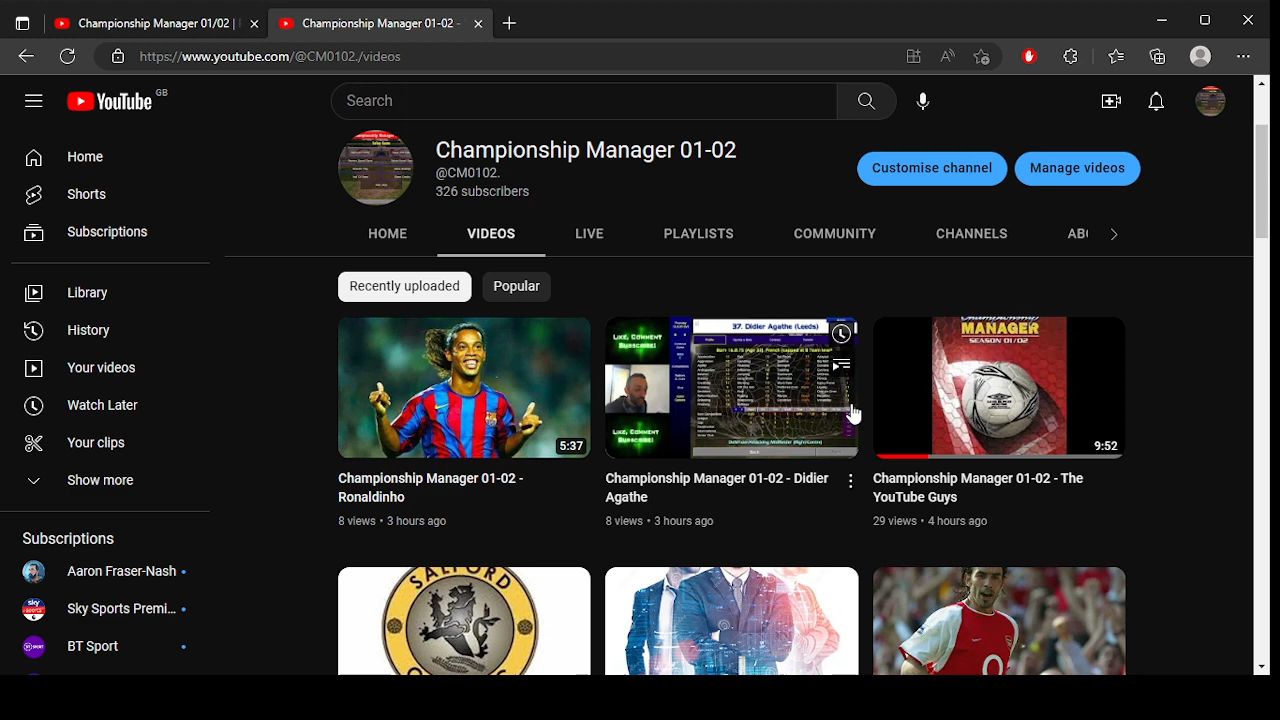 Championship Manager 01/02 |
Championship Manager 01-02 -
https://www.youtube.com/@CM0102./videos
YouTube GB
Search
Home
Shorts
Subscriptions
Library
History
Your videos
Watch Later
Your clips
Show more
Subscriptions
Aaron Fraser-Nash
Sky Sports Premi...
BT Sport
Championship Manager 01-02
@CM0102.
326 subscribers
Customise channel
Manage videos
HOME
VIDEOS
LIVE
PLAYLISTS
COMMUNITY
CHANNELS
Recently uploaded
Popular
5:37
Championship Manager 01-02 -
Ronaldinho
8 views • 3 hours ago
LIKE, COMMENT
SUBSCRIBE!
37. Didier Agathe (Leeds)
LIKE, COMMENT
SUBSCRIBE!
Championship Manager 01-02 - Didier
Agathe
8 views • 3 hours ago
MANAGER
SEASON 01/02
9:52
Championship Manager 01-02 - The
YouTube Guys
29 views • 4 hours ago
SALFORD